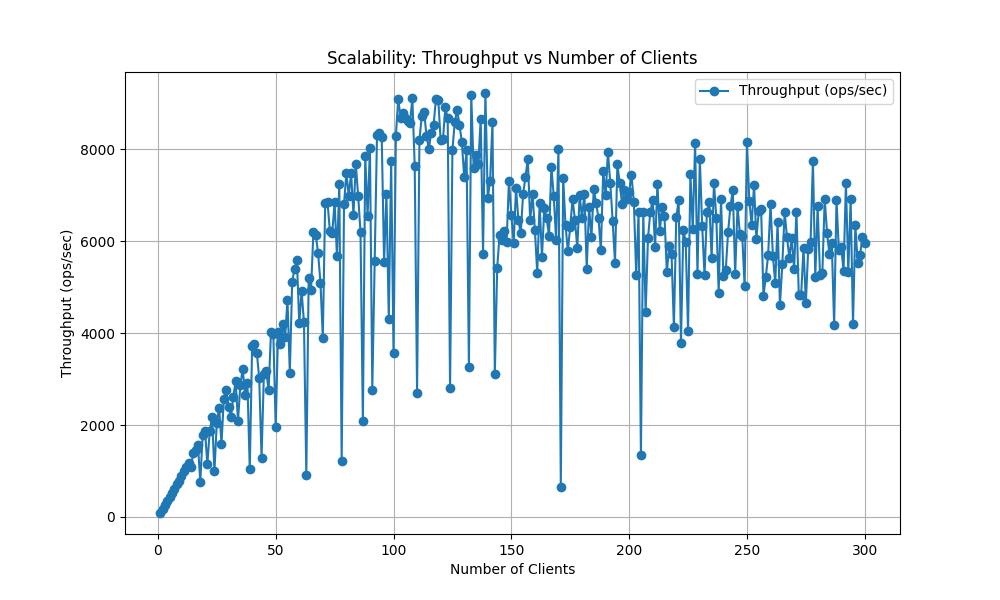 Scalability: Throughput vs Number of Clients
Throughput (ops/sec)
8000
6000
4000
2000
0
Throughput (ops/sec)
0 50 100 150 200 250 300
Number of Clients